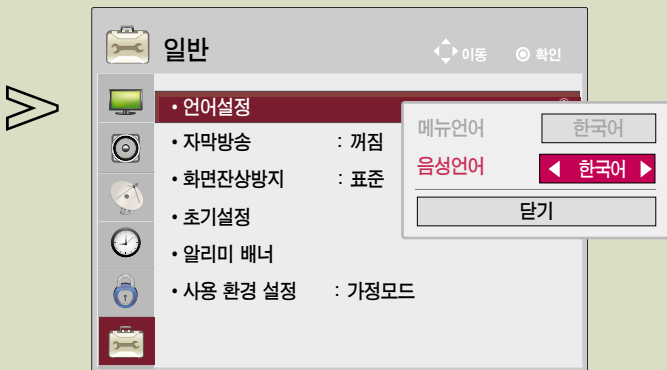 일반
이동 확인
• 언어설정
• 자막방송 : 꺼짐
• 화면잔상방지 : 표준
• 초기설정
• 알리미 배너
• 사용 환경 설정 : 가정모드
메뉴언어 한국어
음성언어 ◀ 한국어 ▶
닫기